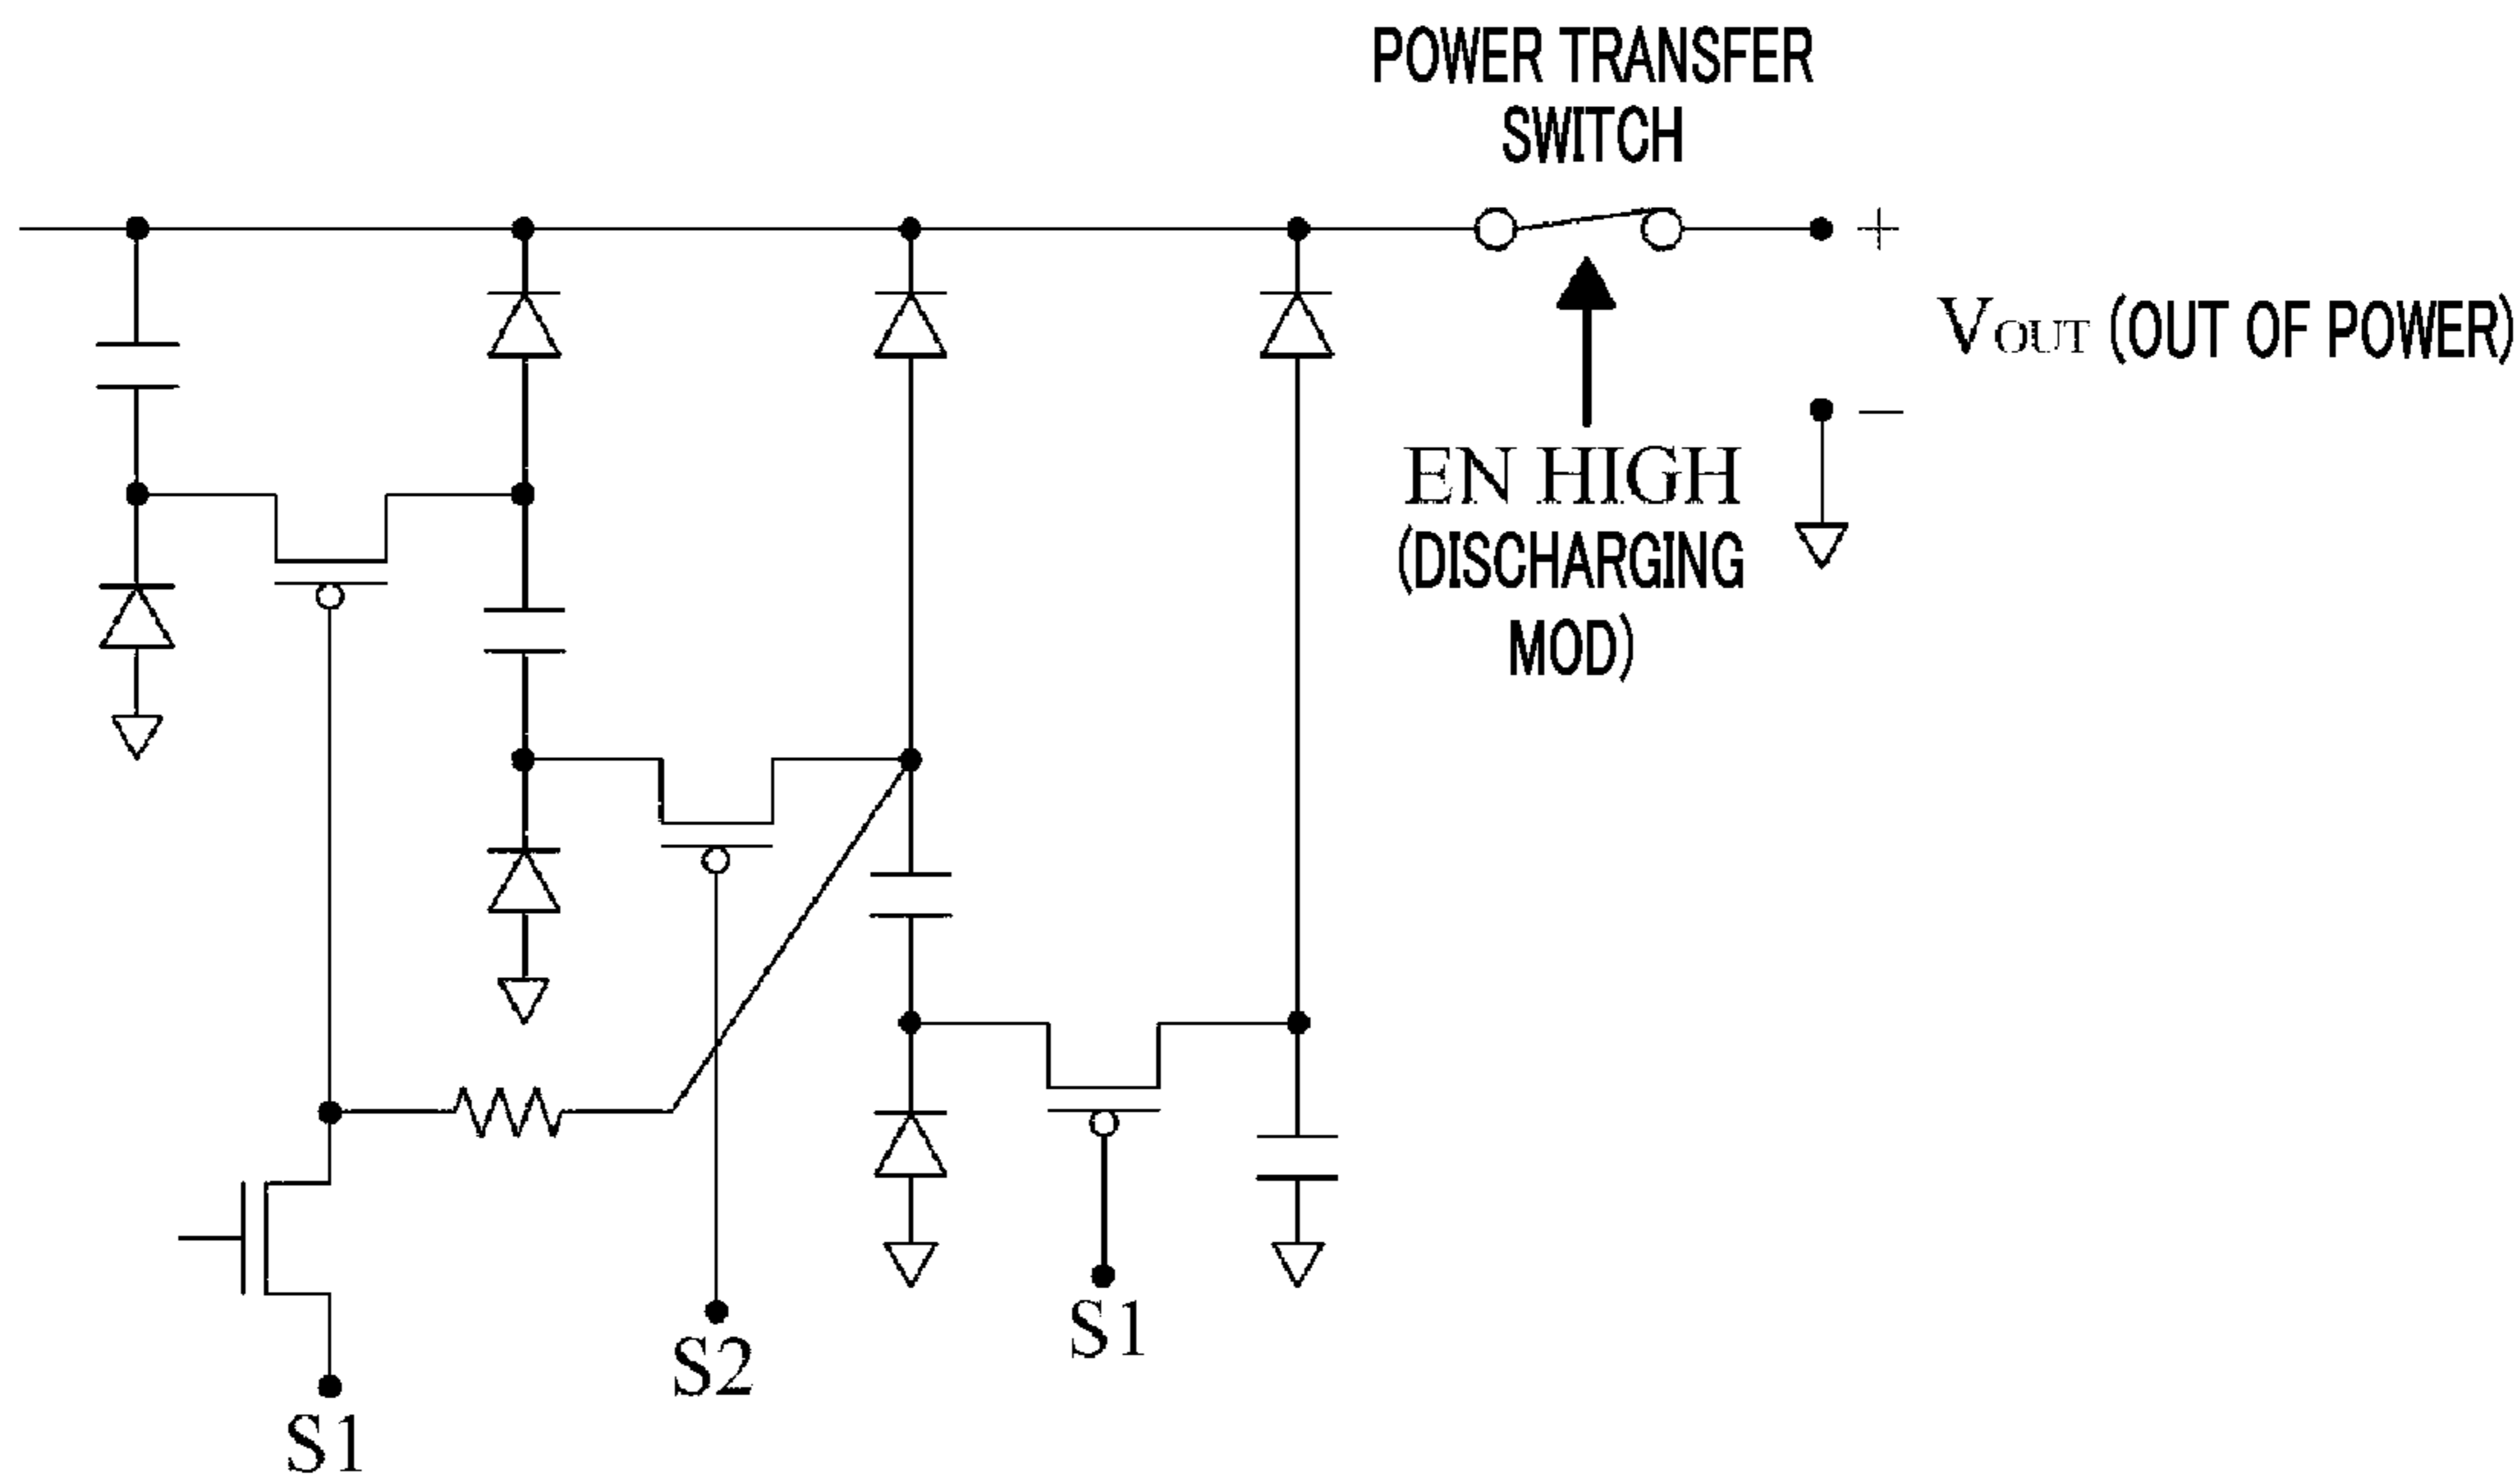 POWER TRANSFER
SWITCH
+
VOUT (OUT OF POWER)
−
EN HIGH
(DISCHARGING
MOD)
S1
S2
S1